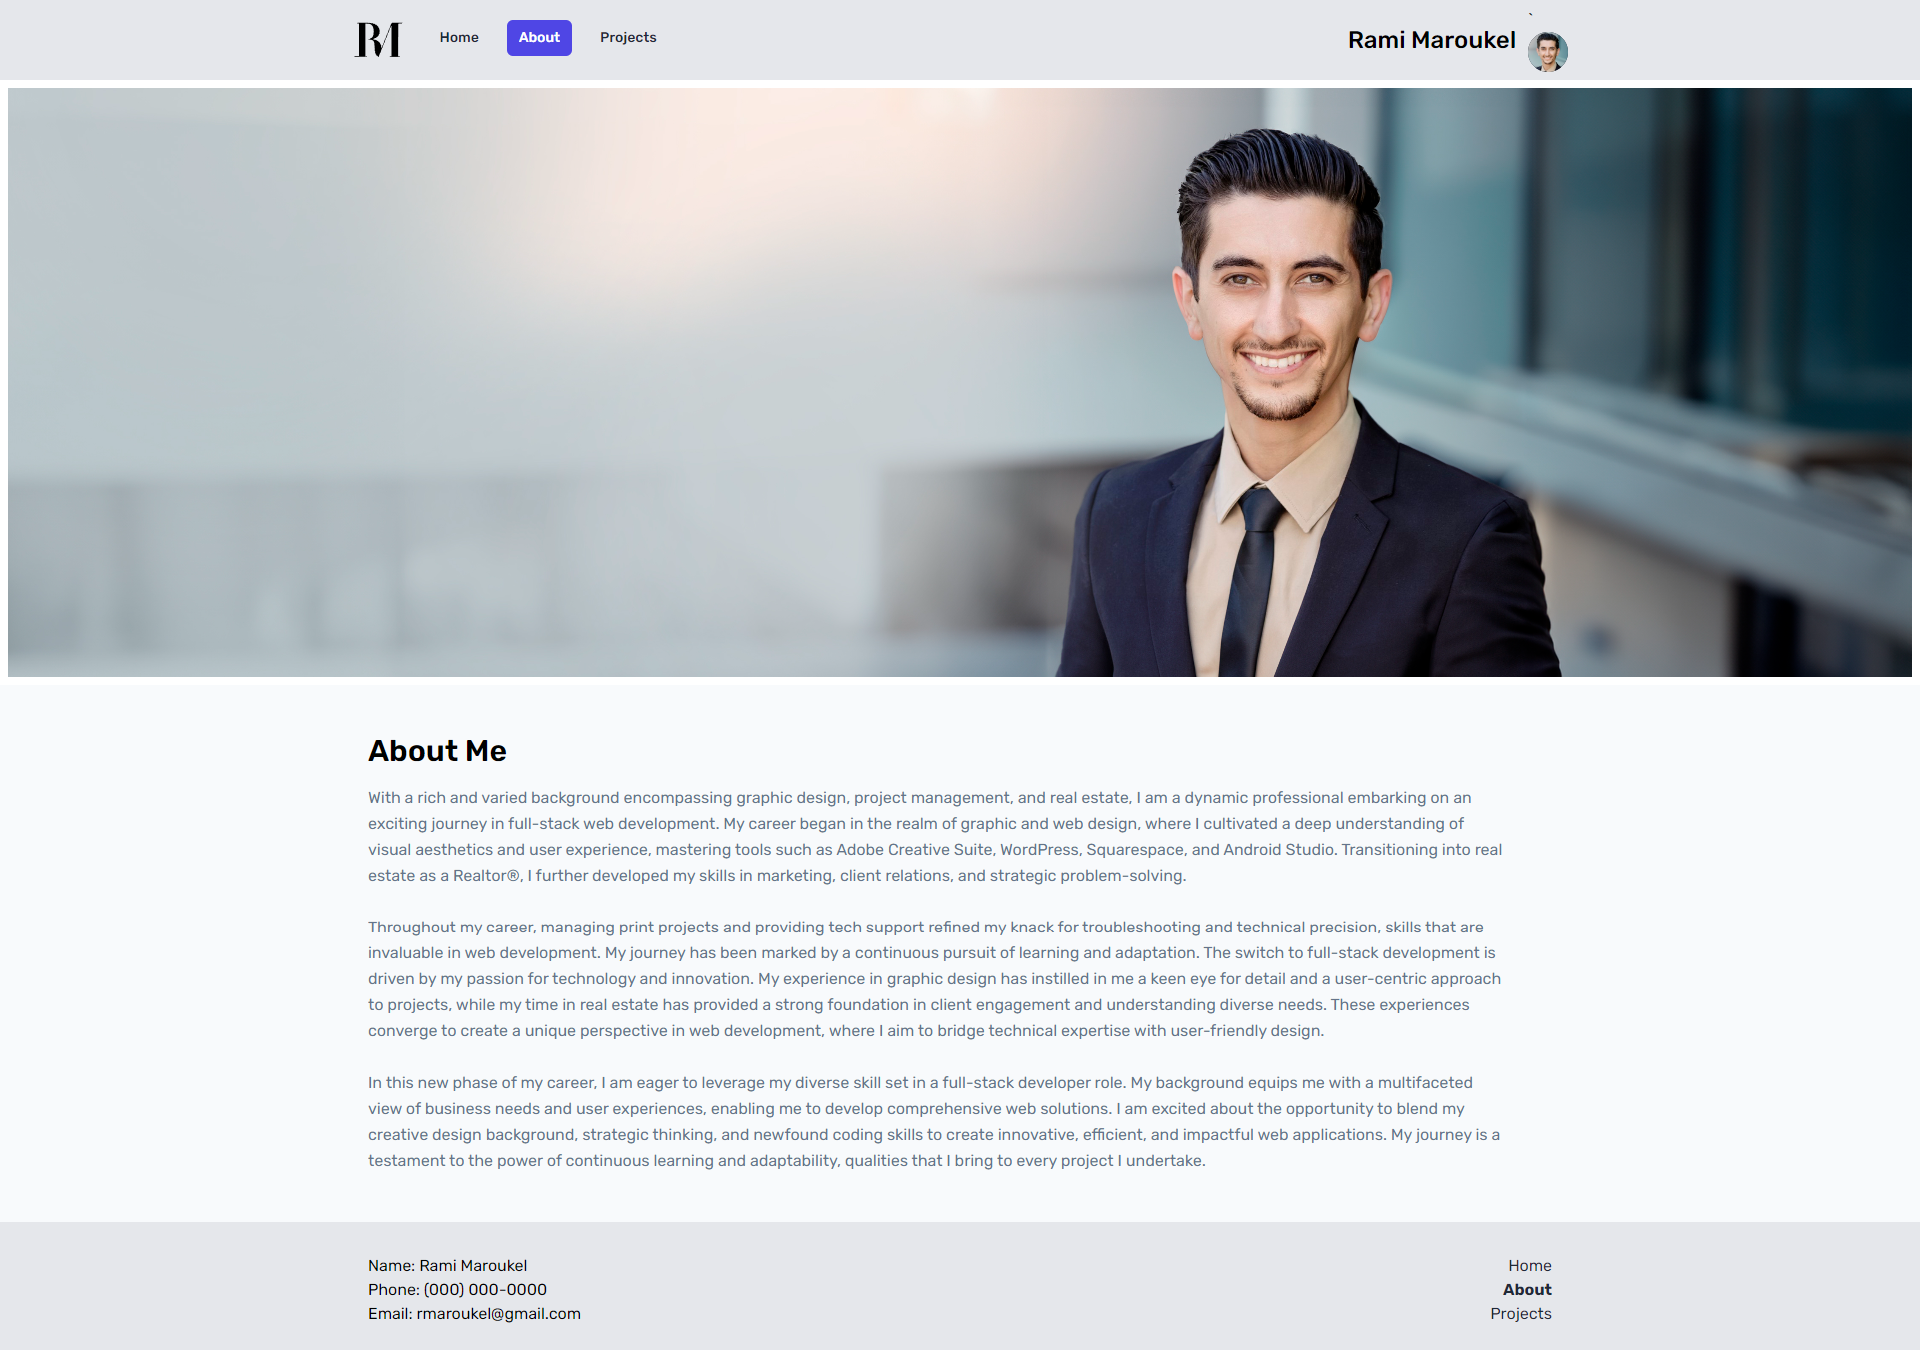 RM
Home
About
Projects
Rami Maroukel
`
About Me
With a rich and varied background encompassing graphic design, project management, and real estate, I am a dynamic professional embarking on an
exciting journey in full-stack web development. My career began in the realm of graphic and web design, where I cultivated a deep understanding of
visual aesthetics and user experience, mastering tools such as Adobe Creative Suite, WordPress, Squarespace, and Android Studio. Transitioning into real
estate as a Realtor®, I further developed my skills in marketing, client relations, and strategic problem-solving.
Throughout my career, managing print projects and providing tech support refined my knack for troubleshooting and technical precision, skills that are
invaluable in web development. My journey has been marked by a continuous pursuit of learning and adaptation. The switch to full-stack development is
driven by my passion for technology and innovation. My experience in graphic design has instilled in me a keen eye for detail and a user-centric approach
to projects, while my time in real estate has provided a strong foundation in client engagement and understanding diverse needs. These experiences
converge to create a unique perspective in web development, where I aim to bridge technical expertise with user-friendly design.
In this new phase of my career, I am eager to leverage my diverse skill set in a full-stack developer role. My background equips me with a multifaceted
view of business needs and user experiences, enabling me to develop comprehensive web solutions. I am excited about the opportunity to blend my
creative design background, strategic thinking, and newfound coding skills to create innovative, efficient, and impactful web applications. My journey is a
testament to the power of continuous learning and adaptability, qualities that I bring to every project I undertake.
Name: Rami Maroukel
Phone: (000) 000-0000
Email: rmaroukel@gmail.com
Home
About
Projects